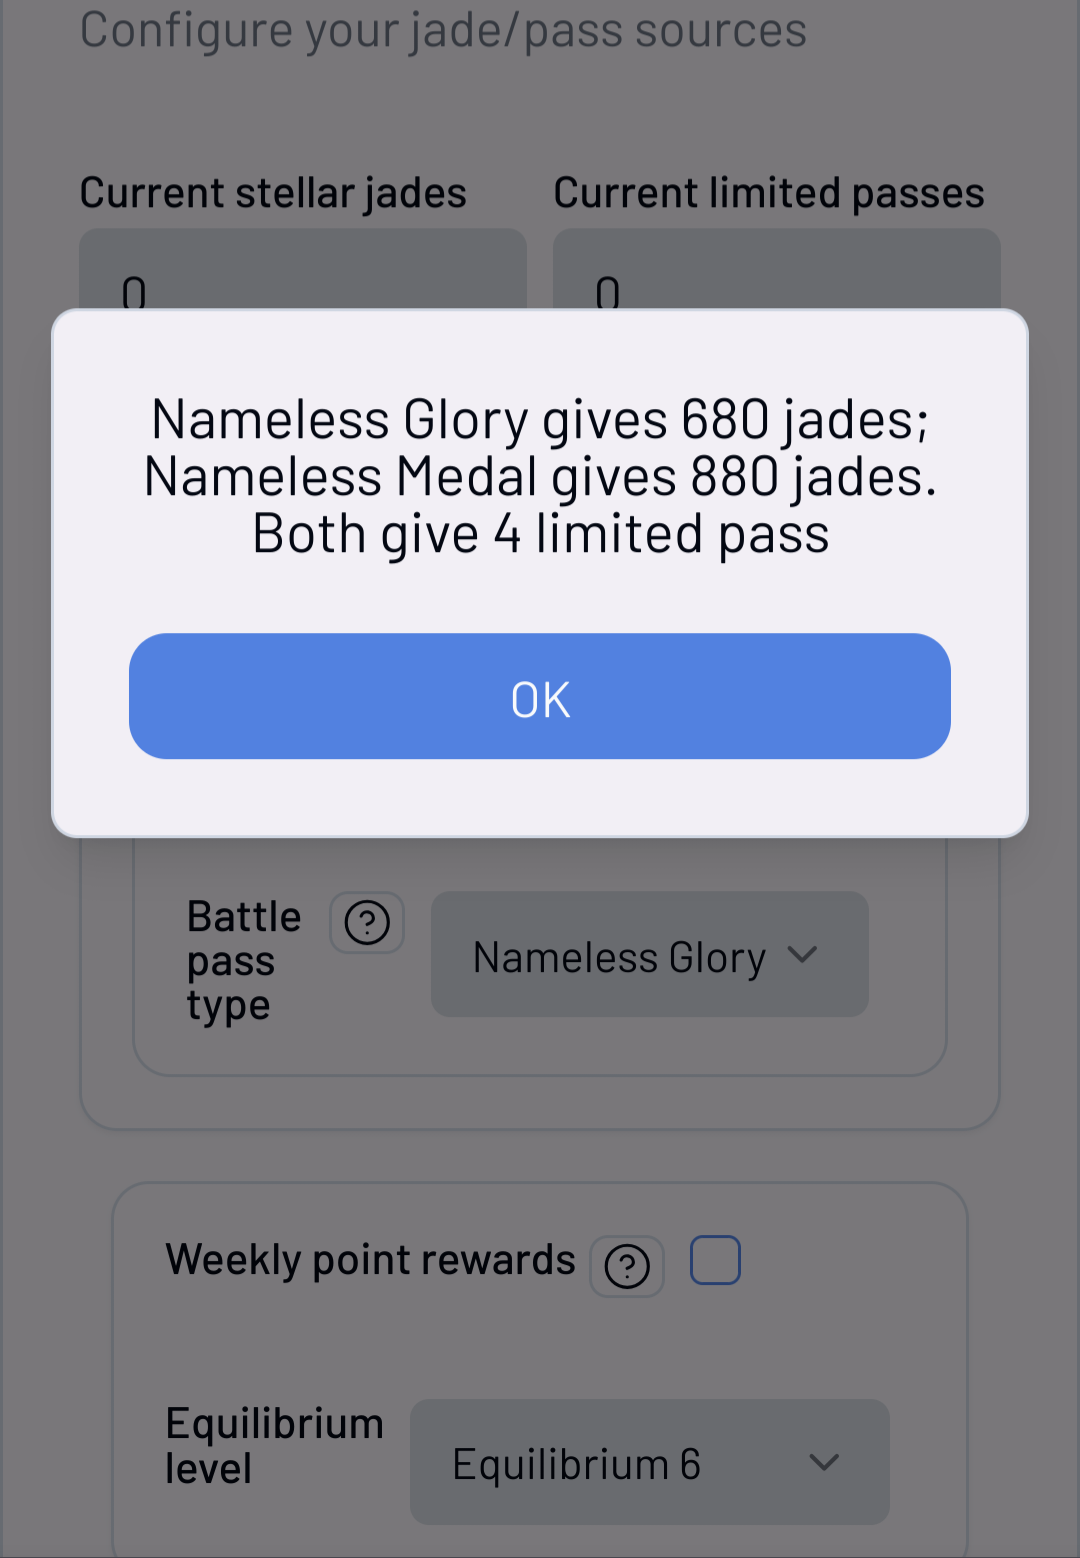 Configure your jade/pass sources
Current stellar jades
Current limited passes
0
0
Nameless Glory gives 680 jades;
Nameless Medal gives 880 jades.
Both give 4 limited pass
OK
Battle
pass
type
?
Nameless Glory
Weekly point rewards
?
Equilibrium
level
Equilibrium 6